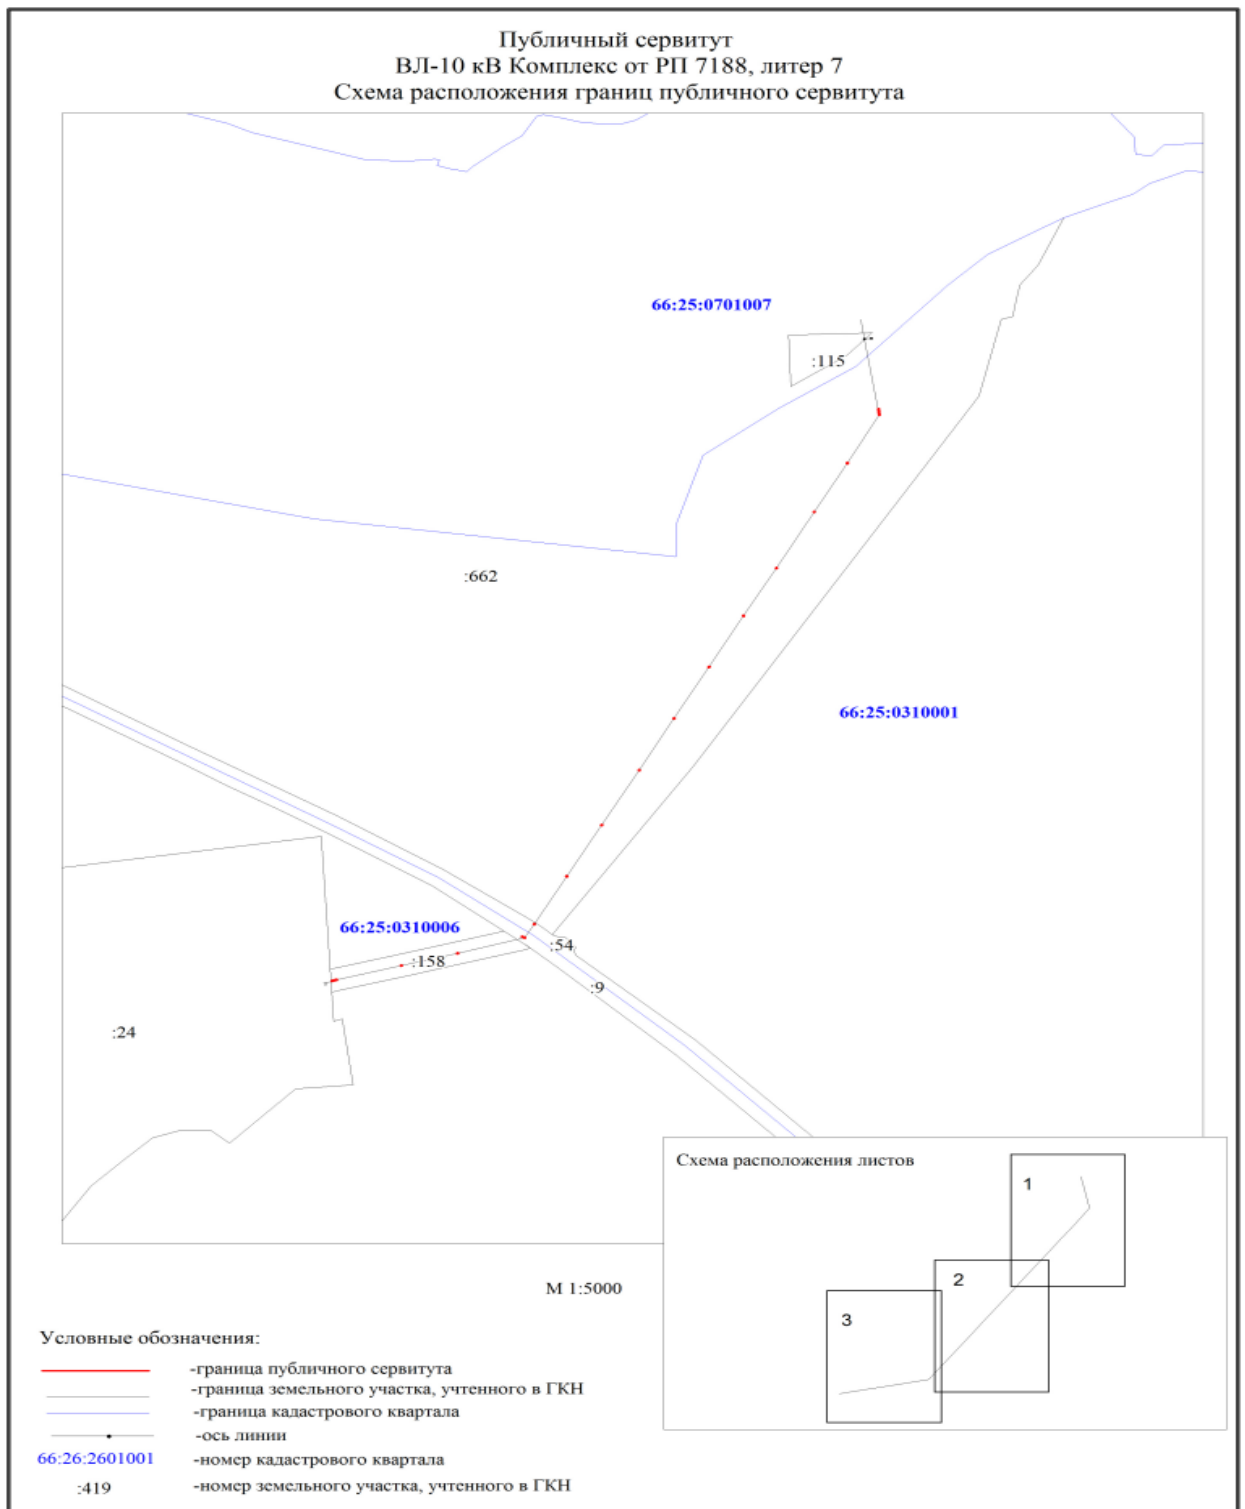 Публичный сервитут
ВЛ-10 кВ Комплекс от РП 7188, литер 7
Схема расположения границ публичного сервитута
66:25:0701007
:115
:662
66:25:0310001
66:25:0310006
:54
:158
:9
:24
Схема расположения листов
1
2
3
М 1:5000
Условные обозначения:
-граница публичного сервитута
-граница земельного участка, учтенного в ГКН
-граница кадастрового квартала
-ось линии
66:26:2601001 -номер кадастрового квартала
:419 -номер земельного участка, учтенного в ГКН